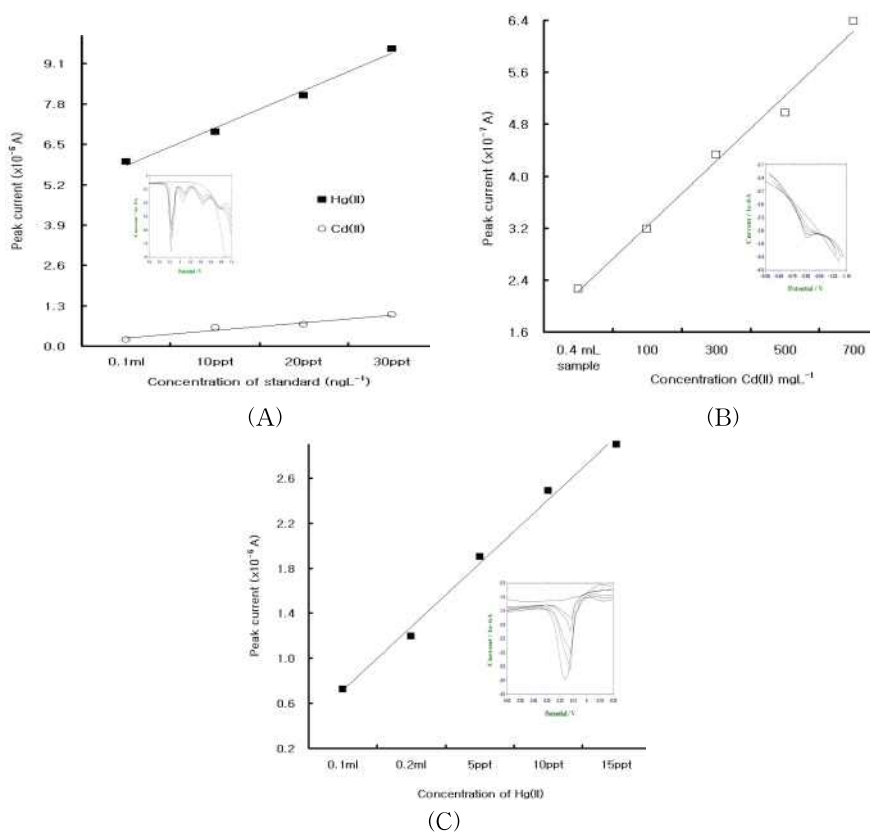 9.1
7.8
6.5
5.2
3.9
2.6
1.3
0.0
Peak current (x10⁻⁶ A)
Hg(II)
Cd(II)
0.1ml 10ppt 20ppt 30ppt
Concentration of standard (ngL⁻¹)
(A)
6.4
5.6
4.8
4.0
3.2
2.4
1.6
Peak current (x10⁻⁷ A)
Potential / V
0.4 mL 100 300 500 700
sample
Concentration Cd(II) mgL⁻¹
(B)
2.6
2.2
1.8
1.4
1.0
0.6
0.2
Peak current (x10⁻⁶ A)
Potential / V
0.1ml 0.2ml 5ppt 10ppt 15ppt
Concentration of Hg(II)
(C)